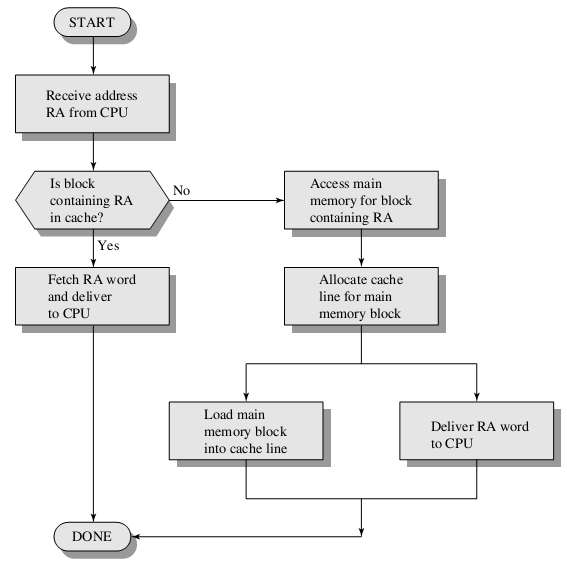 START
Receive address
RA from CPU
Is block
containing RA
in cache?
No
Access main
memory for block
containing RA
Yes
Fetch RA word
and deliver
to CPU
Allocate cache
line for main
memory block
Load main
memory block
into cache line
Deliver RA word
to CPU
DONE